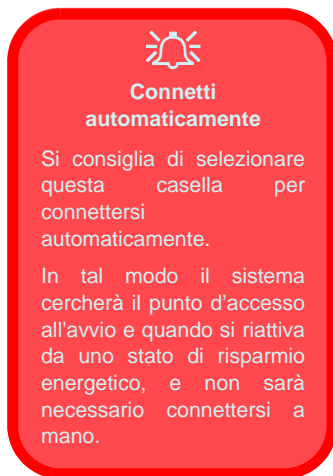 Connetti
automaticamente
Si consiglia di selezionare
questa casella per
connettersi
automaticamente.
In tal modo il sistema
cercherà il punto d’accesso
all'avvio e quando si riattiva
da uno stato di risparmio
energetico, e non sarà
necessario connettersi a
mano.